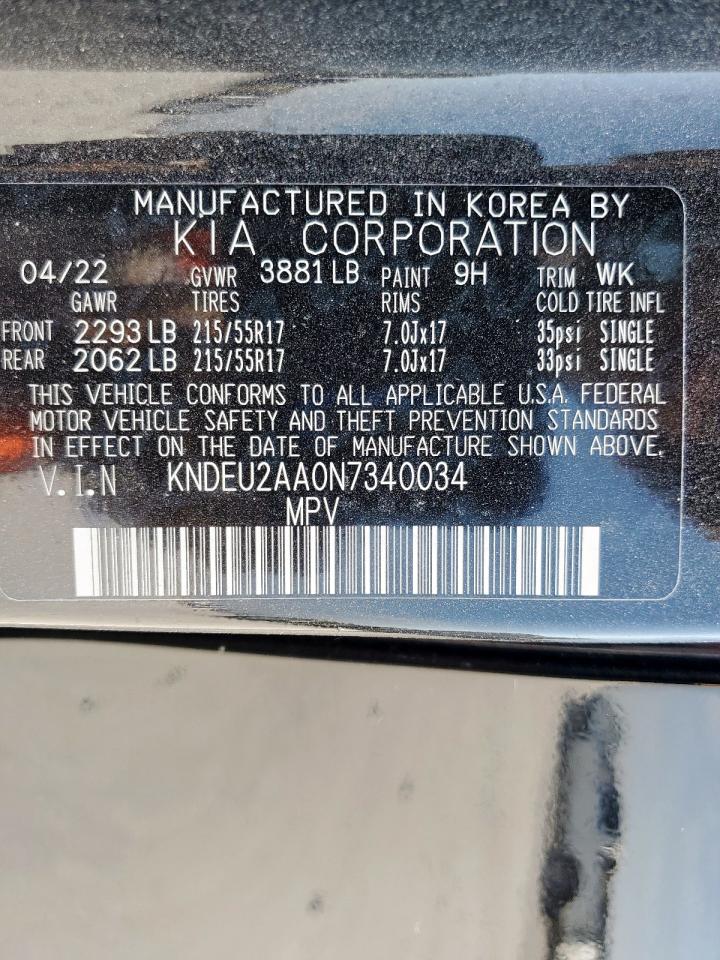 MANUFACTURED IN KOREA BY
KIA CORPORATION
04/22 GVWR 3881 LB PAINT 9H TRIM WK
GAWR TIRES RIMS COLD TIRE INFL
FRONT 2293 LB 215/55R17 7.0Jx17 35psi SINGLE
REAR 2062 LB 215/55R17 7.0Jx17 33psi SINGLE
THIS VEHICLE CONFORMS TO ALL APPLICABLE U.S.A. FEDERAL
MOTOR VEHICLE SAFETY AND THEFT PREVENTION STANDARDS
IN EFFECT ON THE DATE OF MANUFACTURE SHOWN ABOVE.
V.I.N KNDEU2AA0N7340034
MPV